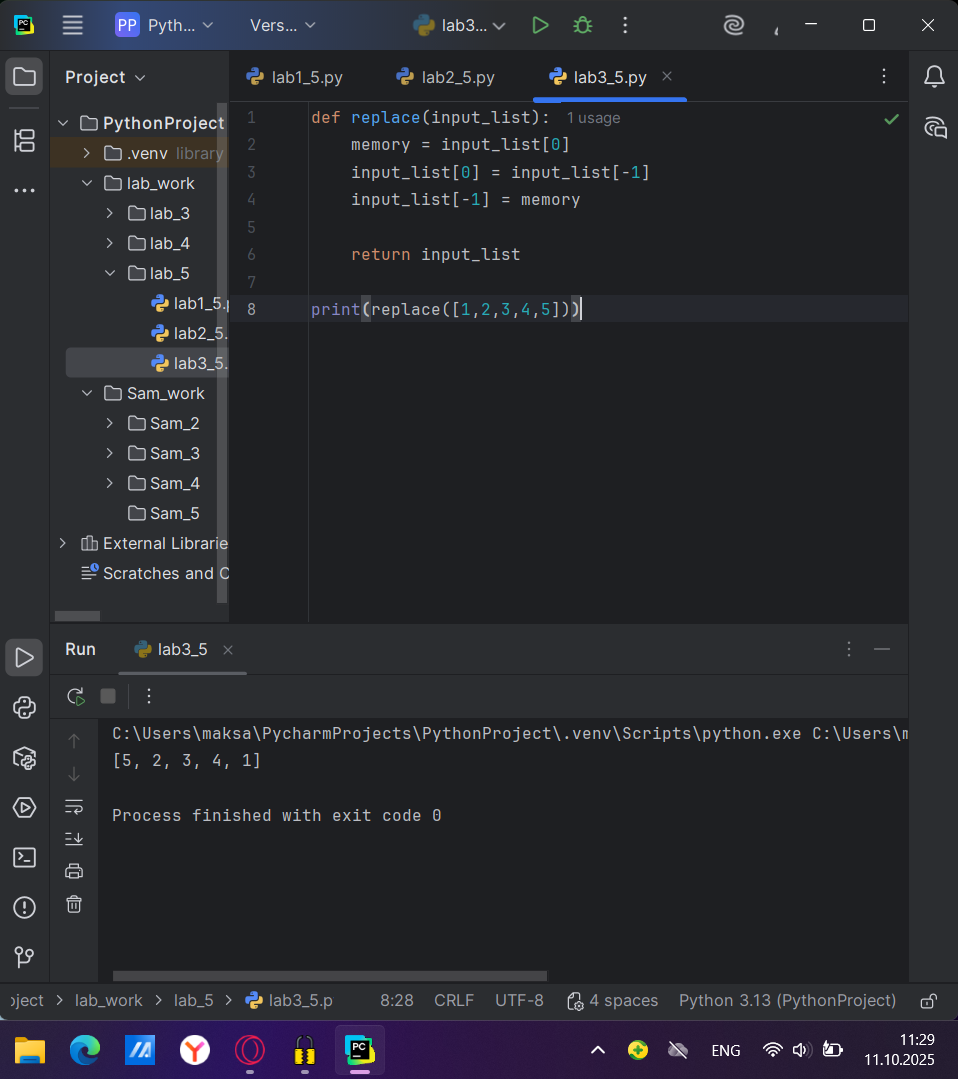 PC PP Pyth... Vers... lab3...
Project
lab1_5.py lab2_5.py lab3_5.py
PythonProject
.venv library
lab_work
lab_3
lab_4
lab_5
lab1_5.
lab2_5.
lab3_5.
Sam_work
Sam_2
Sam_3
Sam_4
Sam_5
External Librarie
Scratches and C
1 def replace(input_list): 1 usage
2 memory = input_list[0]
3 input_list[0] = input_list[-1]
4 input_list[-1] = memory
5
6 return input_list
7
8 print(replace([1,2,3,4,5]))
Run lab3_5
C:\Users\maksa\PycharmProjects\PythonProject\.venv\Scripts\python.exe C:\Users\m
[5, 2, 3, 4, 1]
Process finished with exit code 0
oject > lab_work > lab_5 > lab3_5.p 8:28 CRLF UTF-8 4 spaces Python 3.13 (PythonProject)
PC ENG 11:29
11.10.2025